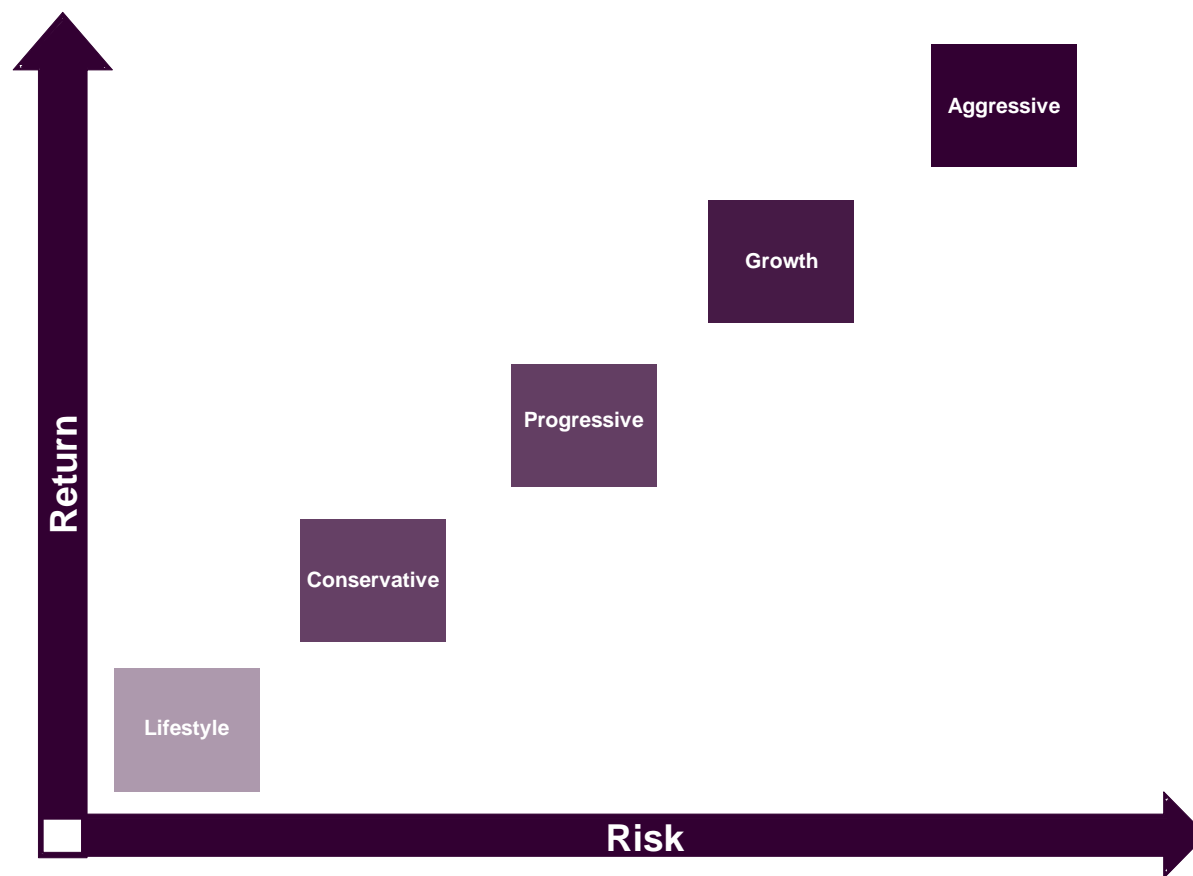 Aggressive
Growth
Progressive
Return
Conservative
Lifestyle
Risk